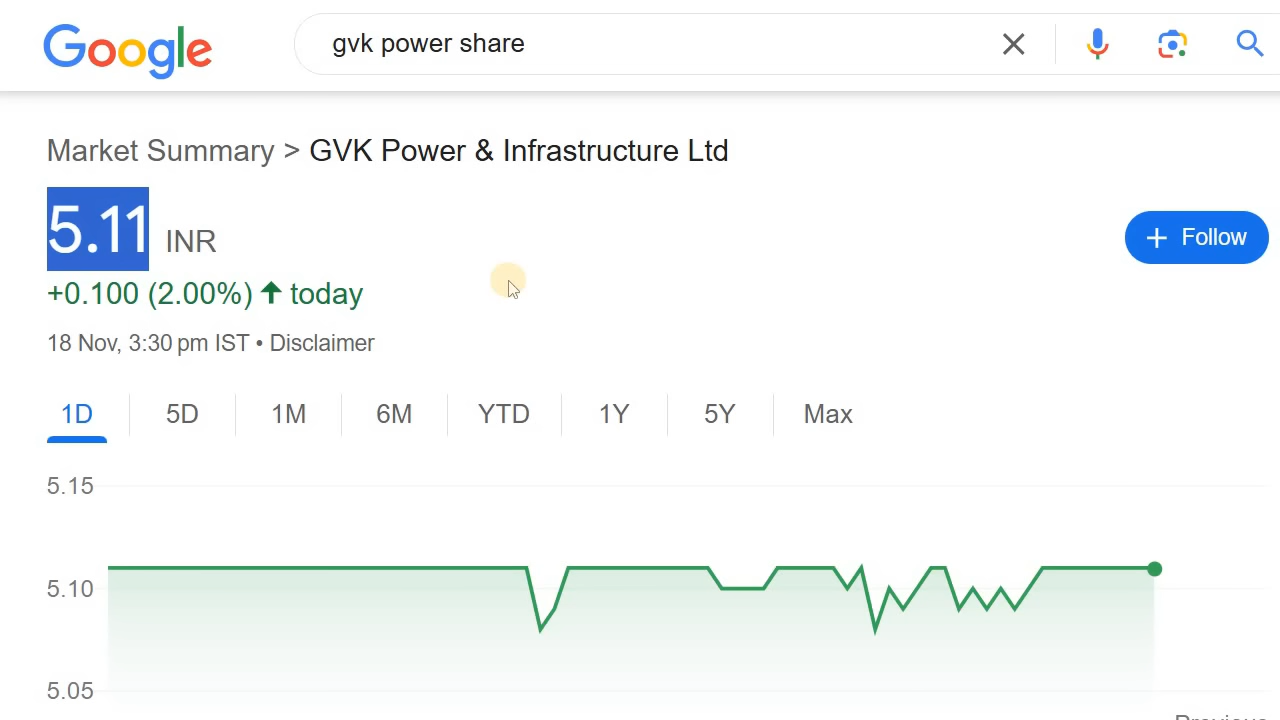 Google
gvk power share
Market Summary > GVK Power & Infrastructure Ltd
5.11 INR
+ Follow
+0.100 (2.00%) ↑ today
18 Nov, 3:30 pm IST • Disclaimer
1D 5D 1M 6M YTD 1Y 5Y Max
5.15
5.10
5.05